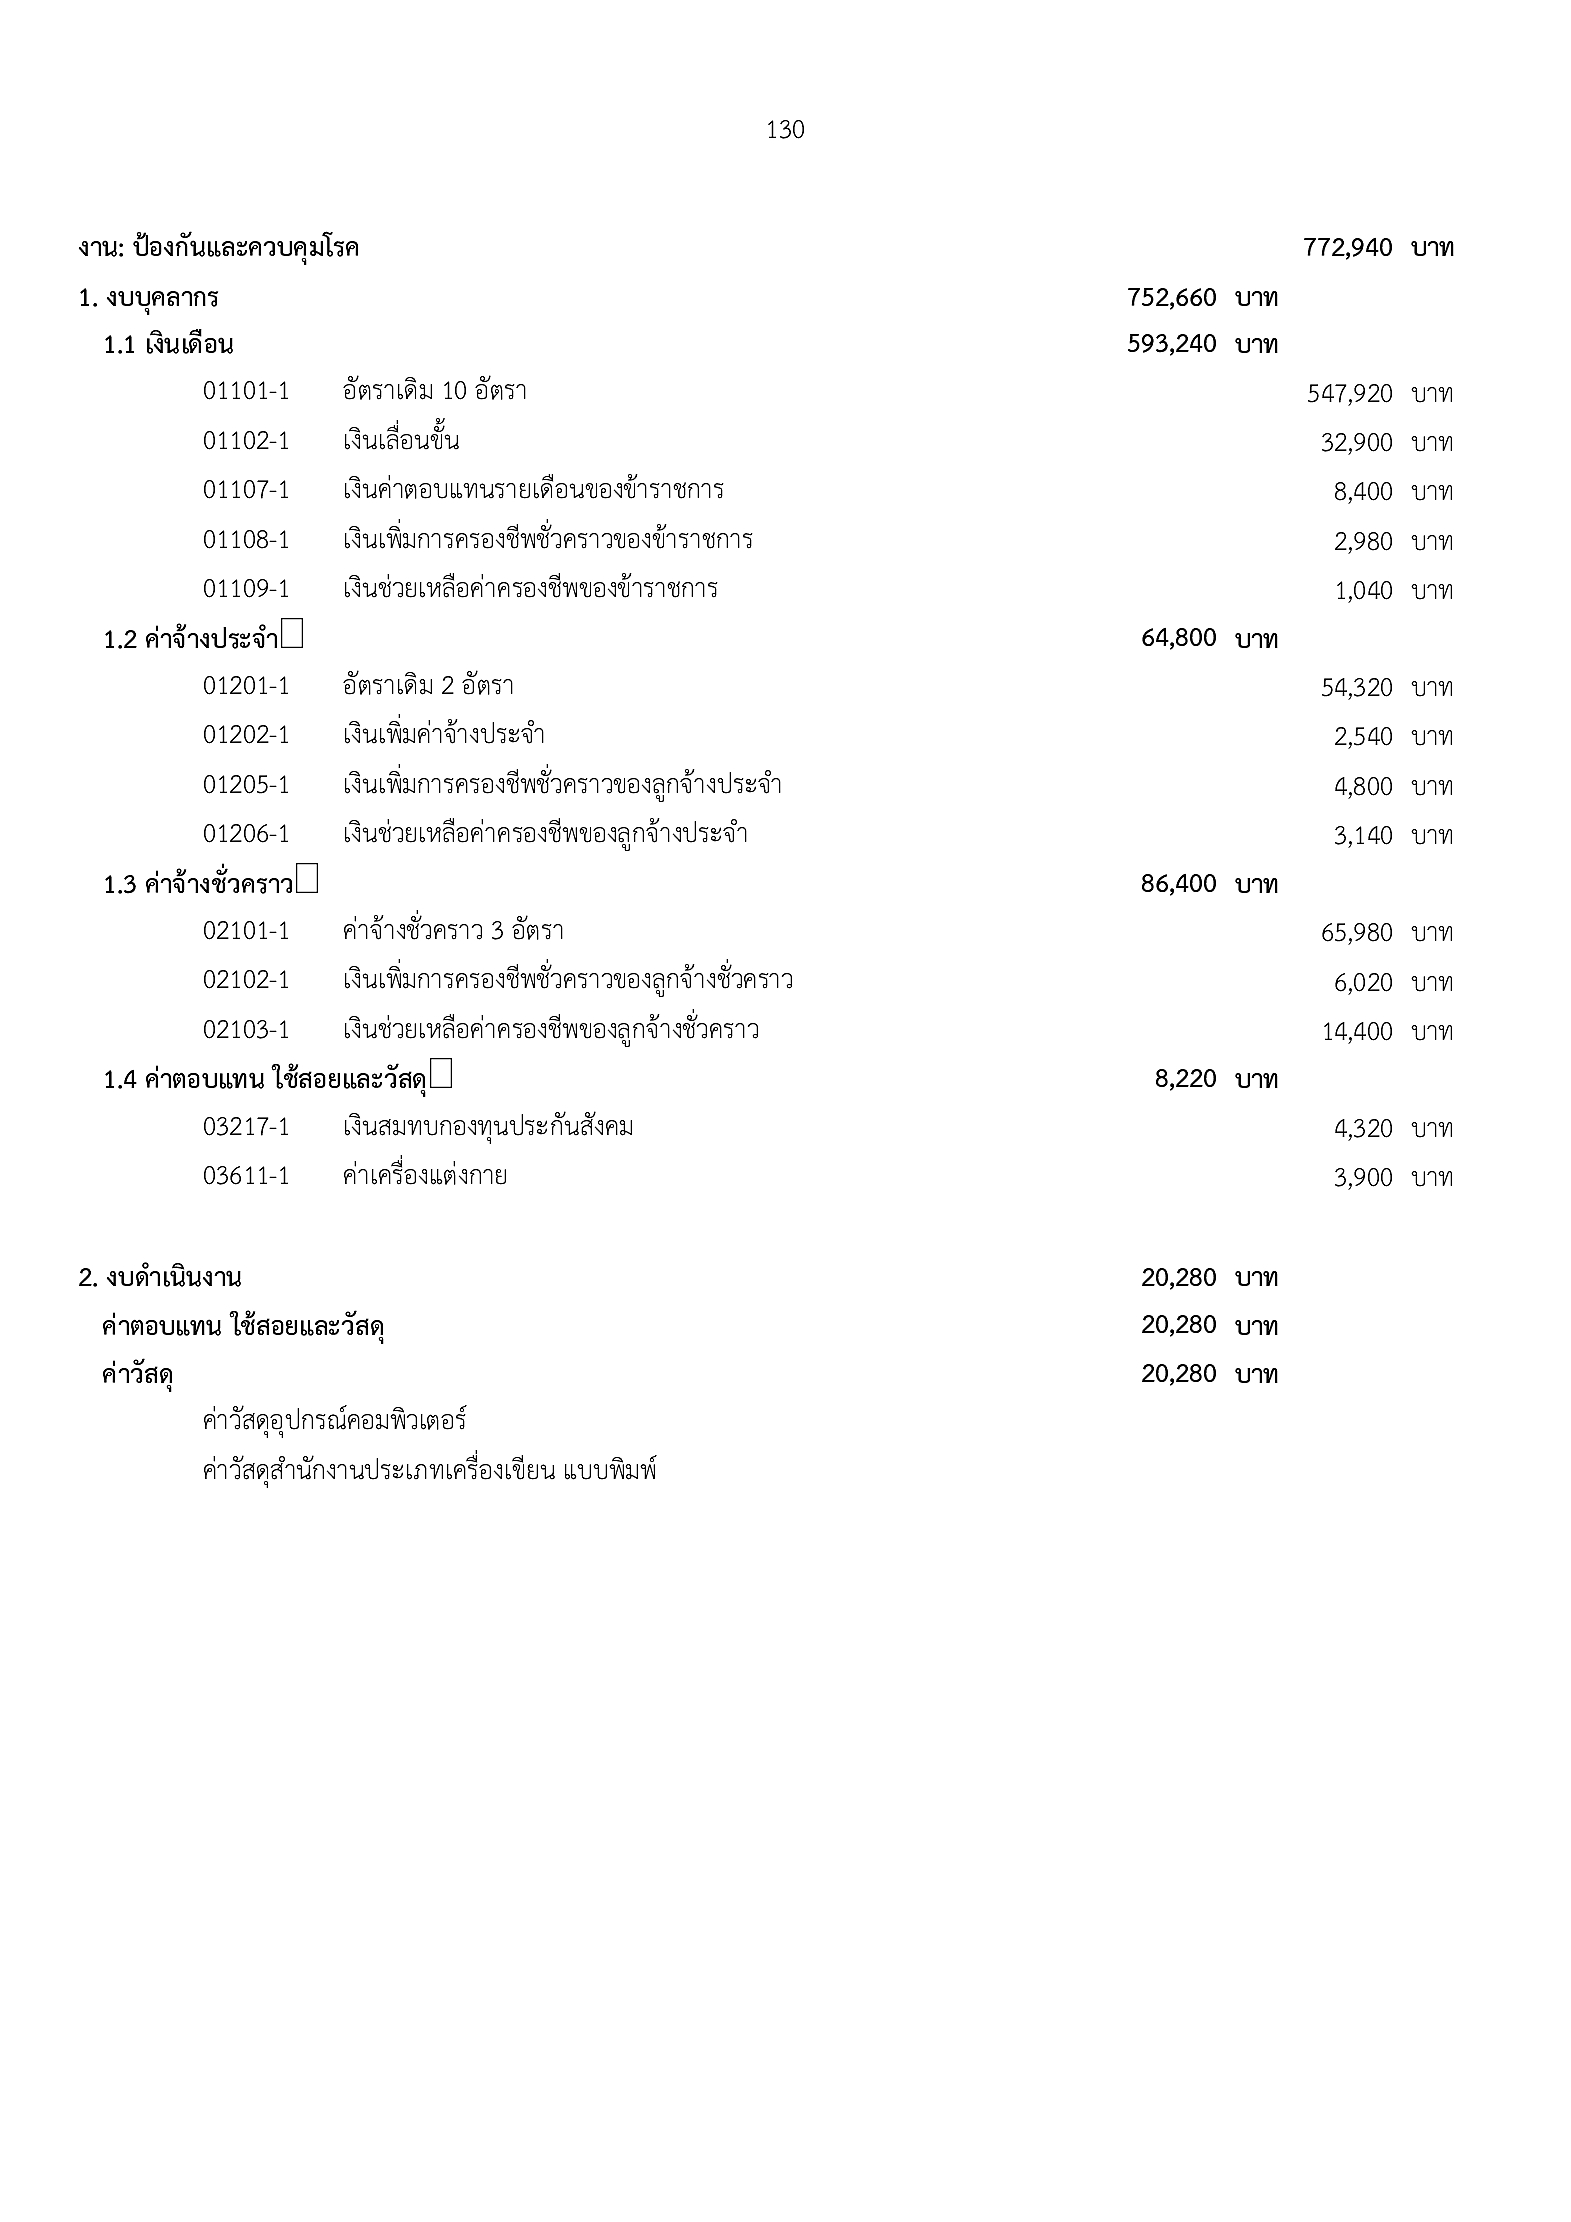 130
งาน: ป้องกันและควบคุมโรค 772,940 บาท
1. งบบุคลากร 752,660 บาท
1.1 เงินเดือน 593,240 บาท
01101-1 อัตราเดิม 10 อัตรา 547,920 บาท
01102-1 เงินเลื่อนขั้น 32,900 บาท
01107-1 เงินค่าตอบแทนรายเดือนของข้าราชการ 8,400 บาท
01108-1 เงินเพิ่มการครองชีพชั่วคราวของข้าราชการ 2,980 บาท
01109-1 เงินช่วยเหลือค่าครองชีพของข้าราชการ 1,040 บาท
1.2 ค่าจ้างประจำ 64,800 บาท
01201-1 อัตราเดิม 2 อัตรา 54,320 บาท
01202-1 เงินเพิ่มค่าจ้างประจำ 2,540 บาท
01205-1 เงินเพิ่มการครองชีพชั่วคราวของลูกจ้างประจำ 4,800 บาท
01206-1 เงินช่วยเหลือค่าครองชีพของลูกจ้างประจำ 3,140 บาท
1.3 ค่าจ้างชั่วคราว 86,400 บาท
02101-1 ค่าจ้างชั่วคราว 3 อัตรา 65,980 บาท
02102-1 เงินเพิ่มการครองชีพชั่วคราวของลูกจ้างชั่วคราว 6,020 บาท
02103-1 เงินช่วยเหลือค่าครองชีพของลูกจ้างชั่วคราว 14,400 บาท
1.4 ค่าตอบแทน ใช้สอยและวัสดุ 8,220 บาท
03217-1 เงินสมทบกองทุนประกันสังคม 4,320 บาท
03611-1 ค่าเครื่องแต่งกาย 3,900 บาท
2. งบดำเนินงาน 20,280 บาท
ค่าตอบแทน ใช้สอยและวัสดุ 20,280 บาท
ค่าวัสดุ 20,280 บาท
ค่าวัสดุอุปกรณ์คอมพิวเตอร์
ค่าวัสดุสำนักงานประเภทเครื่องเขียน แบบพิมพ์